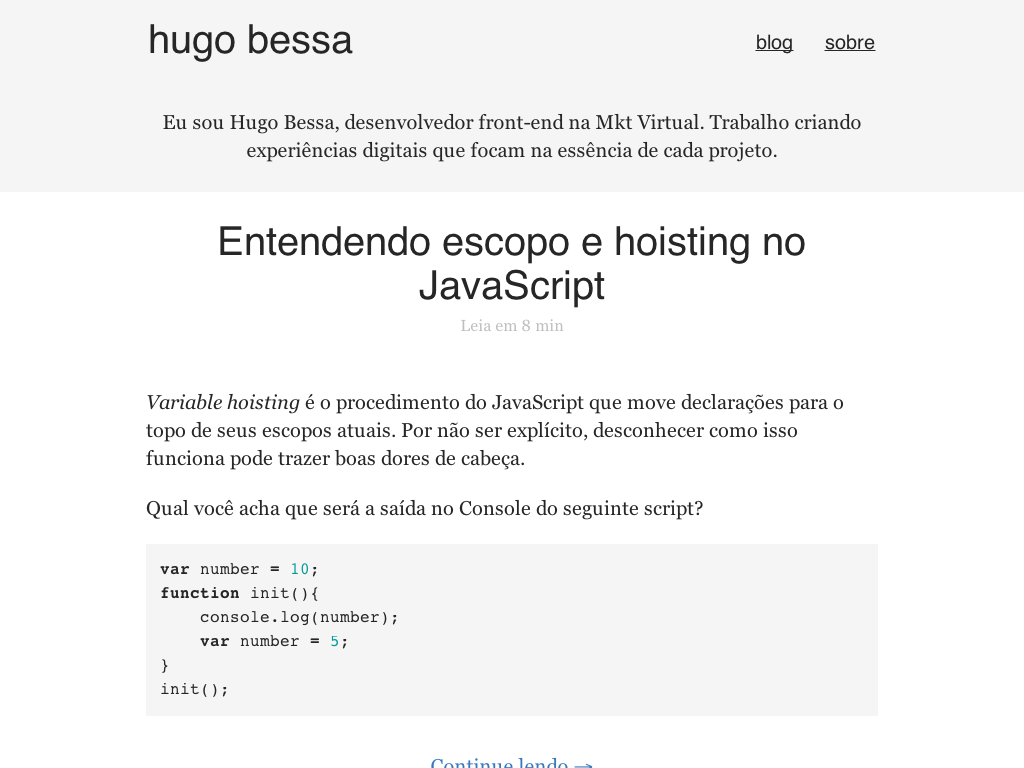 hugo bessa
blog sobre
Eu sou Hugo Bessa, desenvolvedor front-end na Mkt Virtual. Trabalho criando
experiências digitais que focam na essência de cada projeto.
Entendendo escopo e hoisting no
JavaScript
Leia em 8 min
Variable hoisting é o procedimento do JavaScript que move declarações para o
topo de seus escopos atuais. Por não ser explícito, desconhecer como isso
funciona pode trazer boas dores de cabeça.
Qual você acha que será a saída no Console do seguinte script?
var number = 10;
function init(){
    console.log(number);
    var number = 5;
}
init();
Continue lendo →